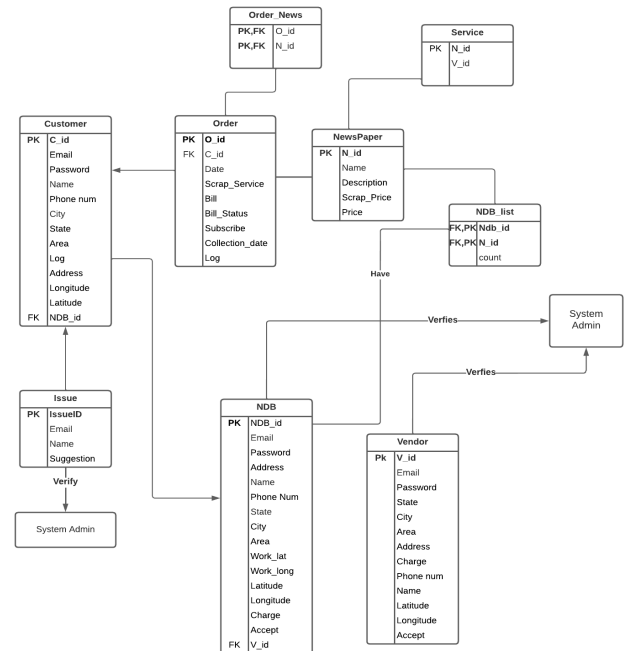 Order_News
PK,FK O_id
PK,FK N_id
Service
PK N_id
V_id
Customer
PK C_id
Email
Password
Name
Phone num
City
State
Area
Log
Address
Longitude
Latitude
FK NDB_id
Order
PK O_id
FK C_id
Date
Scrap_Service
Bill
Bill_Status
Subscribe
Collection_date
Log
NewsPaper
PK N_id
Name
Description
Scrap_Price
Price
NDB_list
FK,PK Ndb_id
FK,PK N_id
count
Have
System
Admin
Verfies
Verfies
Issue
PK IssueID
Email
Name
Suggestion
Verify
System Admin
NDB
PK NDB_id
Email
Password
Address
Name
Phone Num
State
City
Area
Work_lat
Work_long
Latitude
Longitude
Charge
Accept
FK V_id
Vendor
Pk V_id
Email
Password
State
City
Area
Address
Charge
Phone num
Name
Latitude
Longitude
Accept